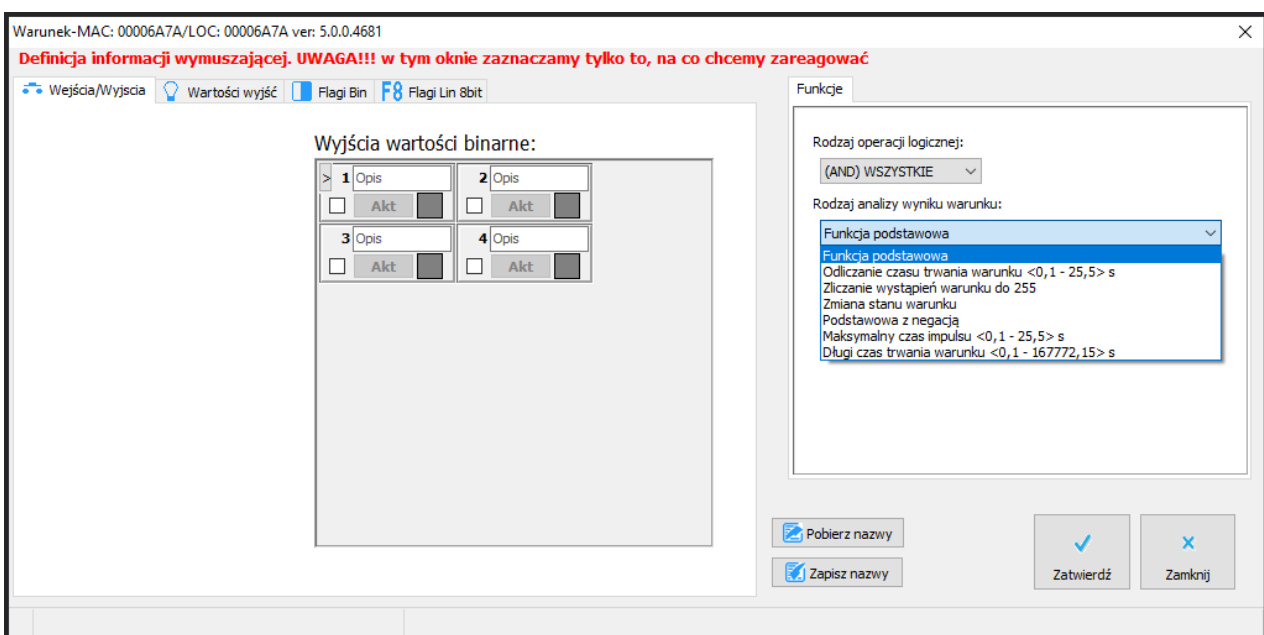 Warunek-MAC: 00006A7A/LOC: 00006A7A ver: 5.0.0.4681
Definicja informacji wymuszającej. UWAGA!!! w tym oknie zaznaczamy tylko to, na co chcemy zareagować
Wejścia/Wyjscia Wartości wyjść Flagi Bin F8 Flagi Lin 8bit
Wyjścia wartości binarne:
> 1 Opis 2 Opis
Akt Akt
3 Opis 4 Opis
Akt Akt
Funkcje
Rodzaj operacji logicznej:
(AND) WSZYSTKIE
Rodzaj analizy wyniku warunku:
Funkcja podstawowa
Funkcja podstawowa
Odliczanie czasu trwania warunku <0,1 - 25,5> s
Zliczanie wystąpień warunku do 255
Zmiana stanu warunku
Podstawowa z negacją
Maksymalny czas impulsu <0,1 - 25,5> s
Długi czas trwania warunku <0,1 - 167772,15> s
Pobierz nazwy
Zapisz nazwy
Zatwierdź
Zamknij